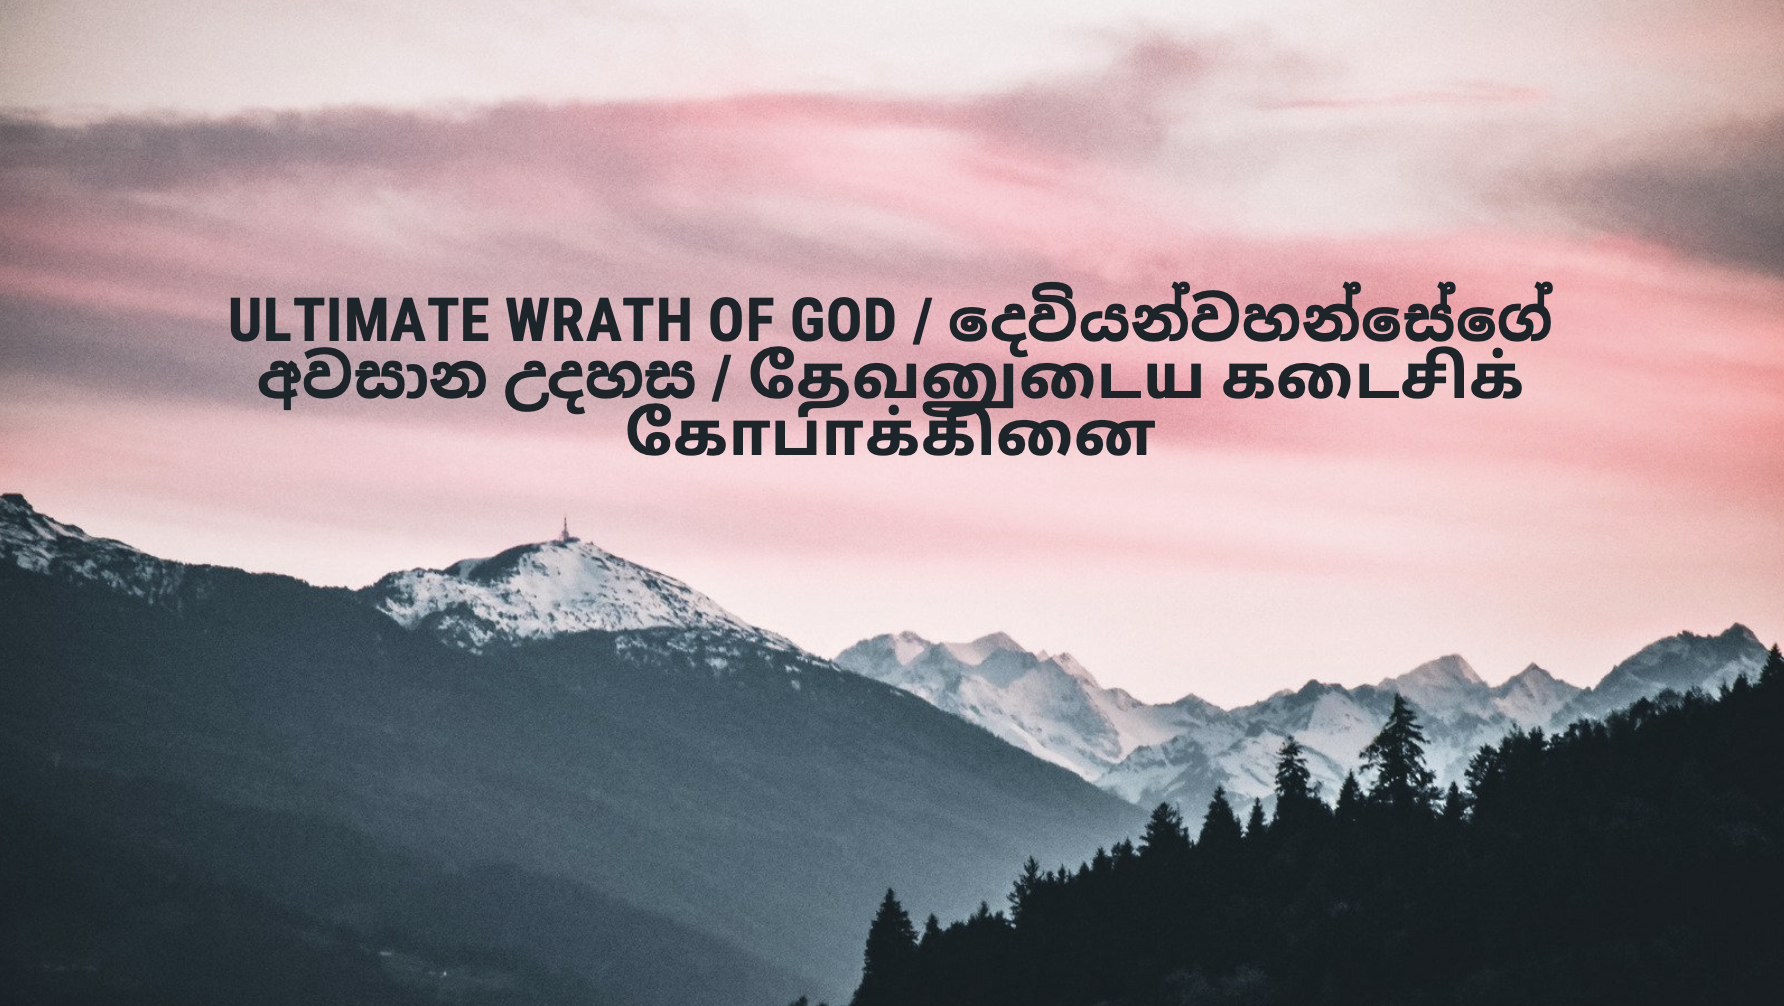 ULTIMATE WRATH OF GOD / දෙවියන්වහන්සේගේ
අවසාන උදහස / தேவனுடைய கடைசிக்
கோபாக்கினை